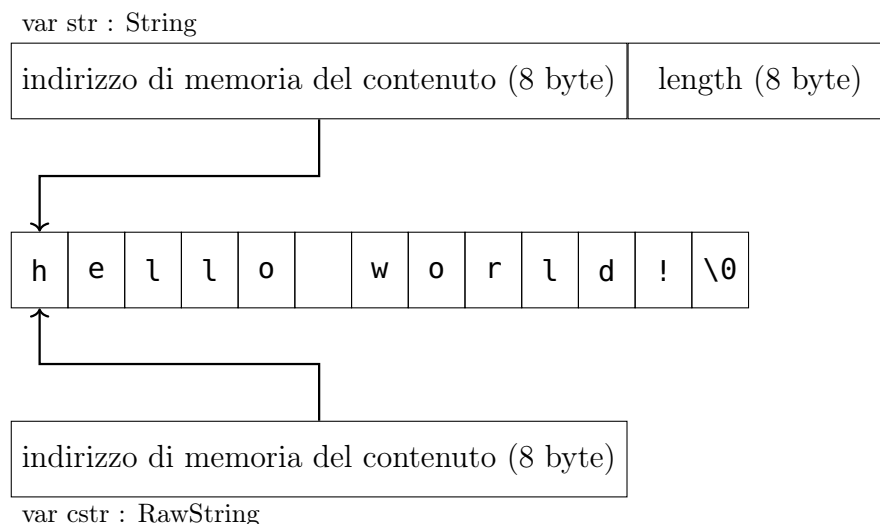 var str : String
indirizzo di memoria del contenuto (8 byte) length (8 byte)
h e l l o w o r l d ! \0
indirizzo di memoria del contenuto (8 byte)
var cstr : RawString